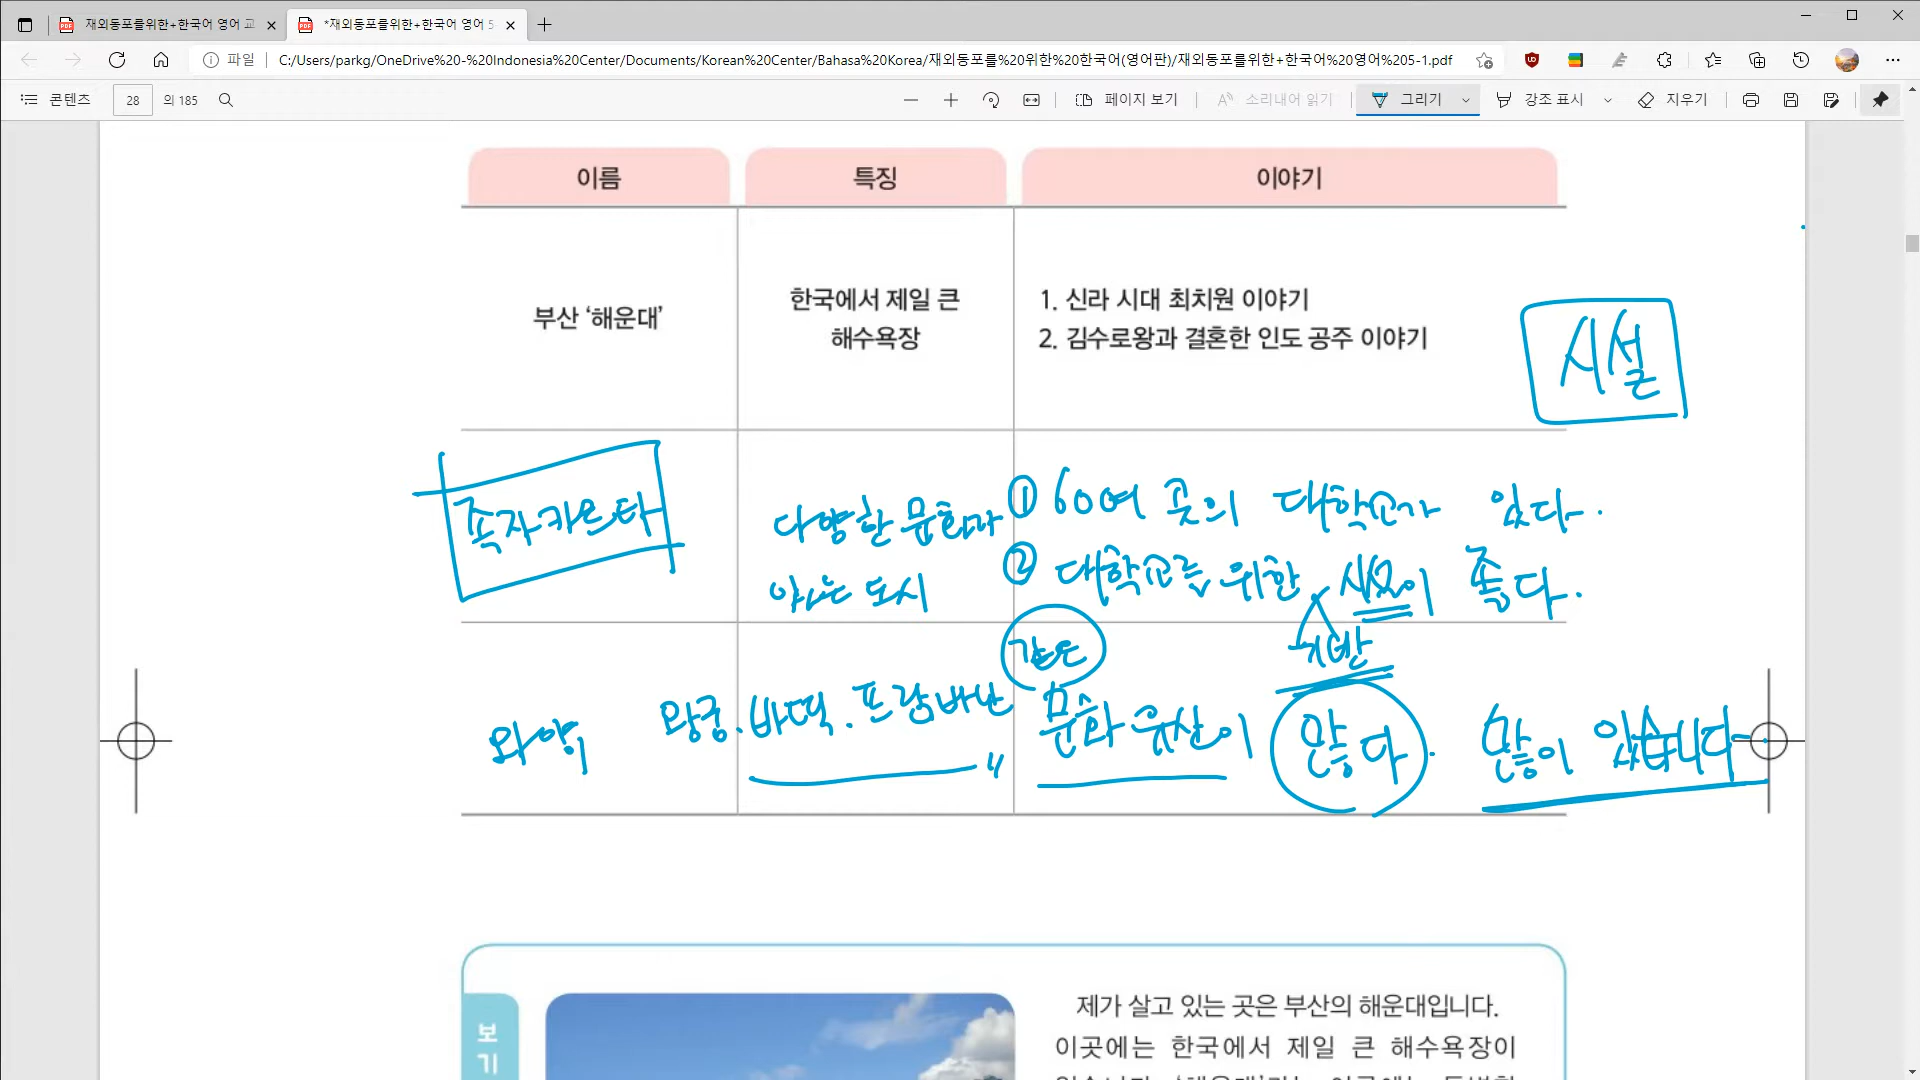 재외동포를위한+한국어 영어 교
*재외동포를위한+한국어 영어 5
파일
C:/Users/parkg/OneDrive%20-%20Indonesia%20Center/Documents/Korean%20Center/Bahasa%20Korea/재외동포를%20위한%20한국어(영어판)/재외동포를위한+한국어%20영어%205-1.pdf
콘텐츠 28 의 185 페이지 보기 소리내어 읽기 그리기 강조 표시 지우기
이름 특징 이야기
부산 ‘해운대’
한국에서 제일 큰
해수욕장
1. 신라 시대 최치원 이야기
2. 김수로왕과 결혼한 인도 공주 이야기
시설
족자카르타
다양한 문화가
있는 도시
① 60여 곳의 대학교가 있다.
② 대학교를 위한 시설이 좋다.
같은
와양
왕궁. 바떡. 프람바난 문화 유산이 많다. 많이 있습니다
보
기
제가 살고 있는 곳은 부산의 해운대입니다.
이곳에는 한국에서 제일 큰 해수욕장이